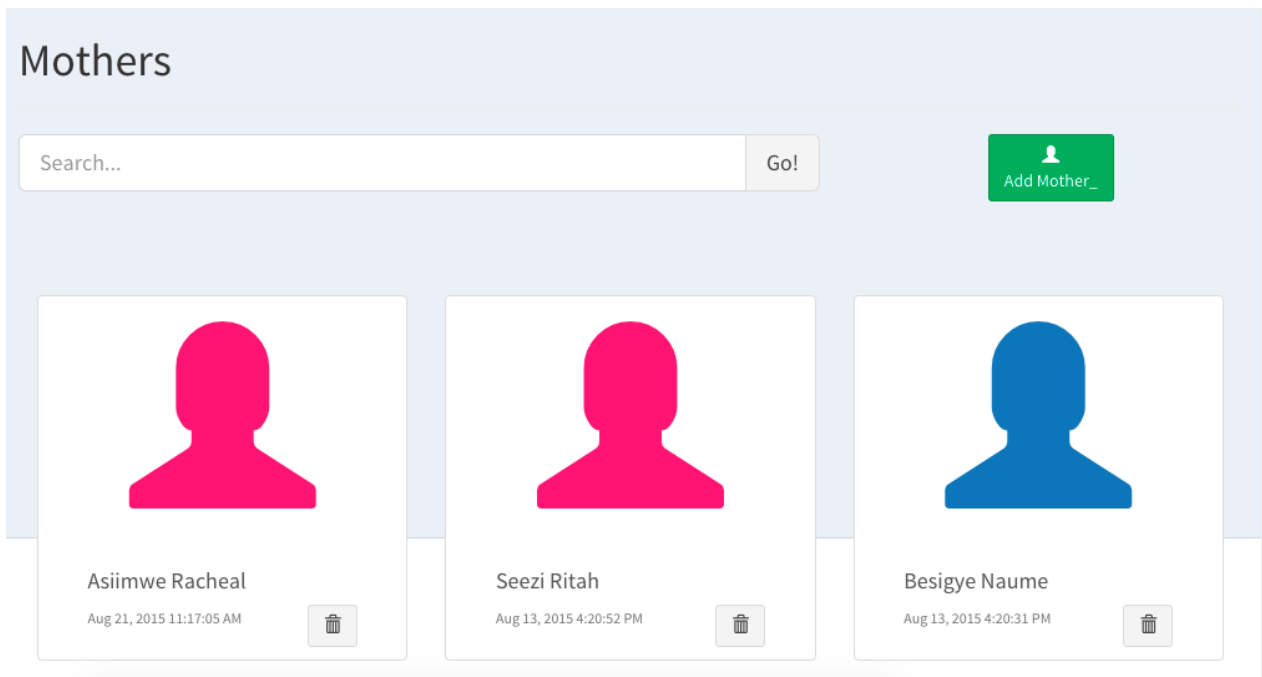 Mothers
Search...
Go!
Add Mother_
Asiimwe Racheal
Aug 21, 2015 11:17:05 AM
Seezi Ritah
Aug 13, 2015 4:20:52 PM
Besigye Naume
Aug 13, 2015 4:20:31 PM